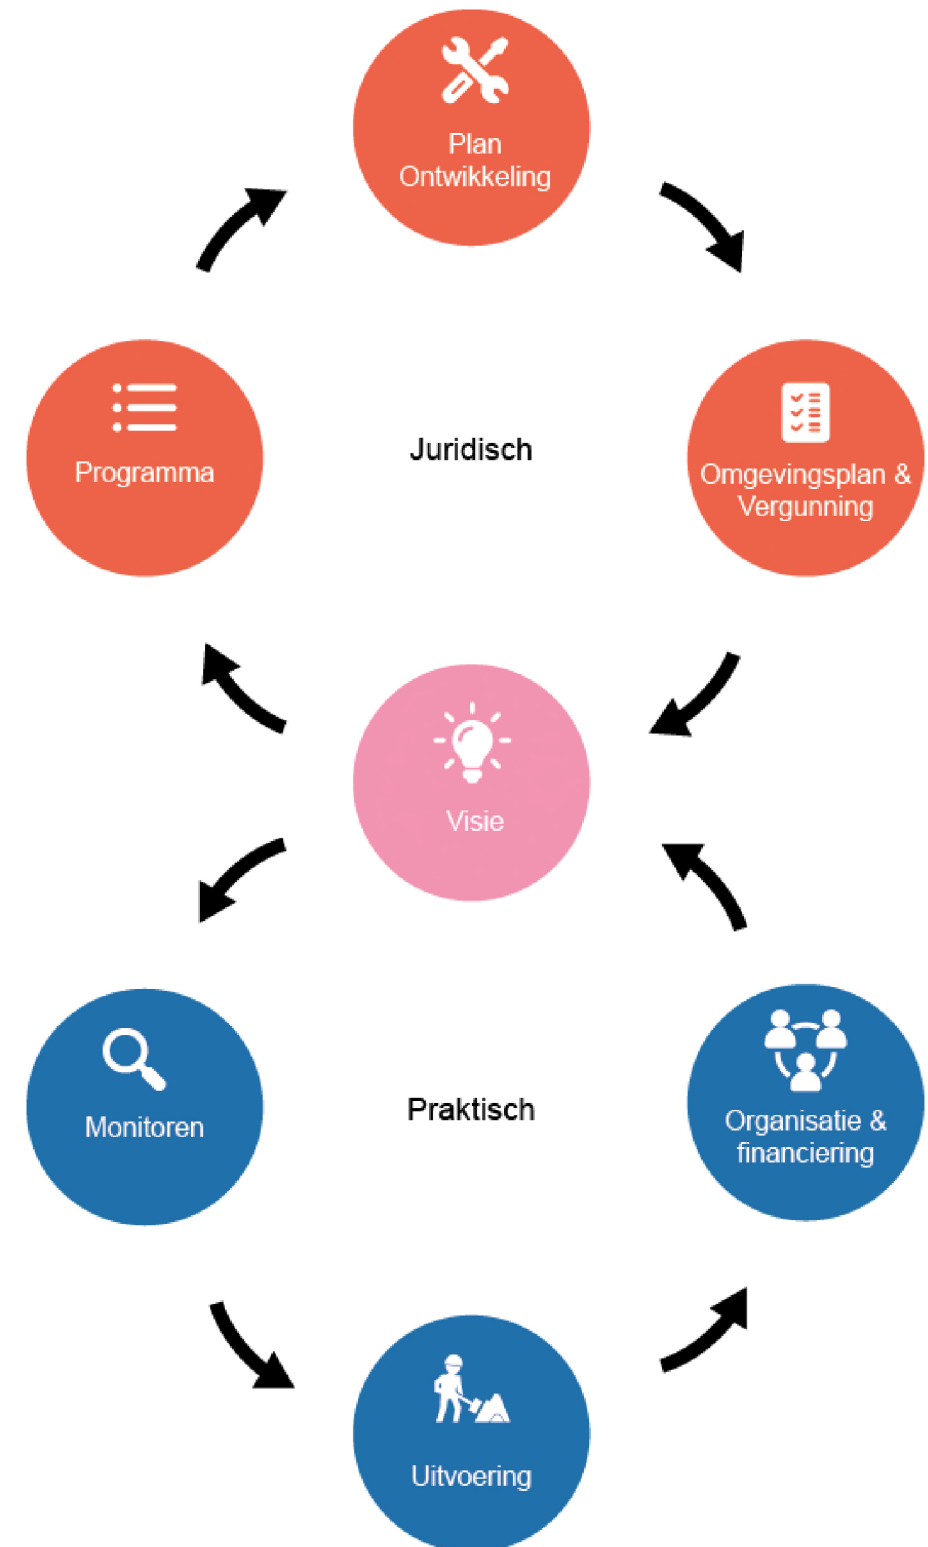 Plan
Ontwikkeling
Programma
Juridisch
Omgevingsplan &
Vergunning
Visie
Monitoren
Praktisch
Organisatie &
financiering
Uitvoering